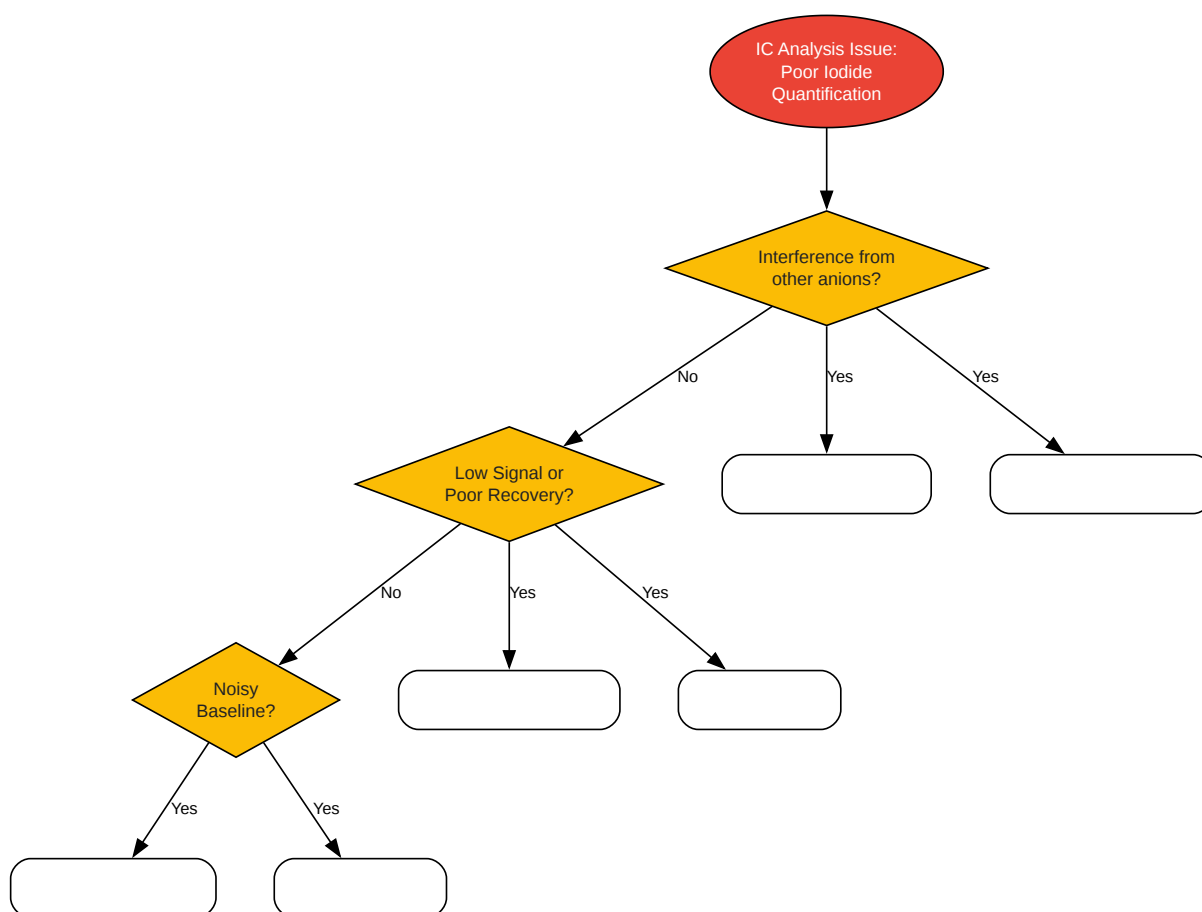 IC Analysis Issue:
Poor Iodide
Quantification
Interference from
other anions?
No
Yes
Yes
Low Signal or
Poor Recovery?
No
Yes
Yes
Noisy
Baseline?
Yes
Yes